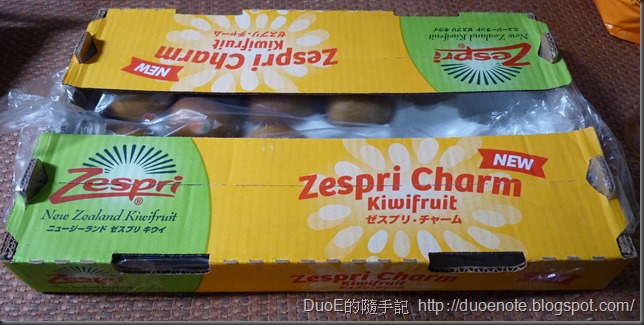 Zespri Charm
Kiwifruit
ゼスプリ・チャーム
NEW
Zespri®
New Zealand Kiwifruit
ニュージーランド ゼスプリ キウイ
Zespri®
New Zealand Kiwifruit
ニュージーランド ゼスプリ キウイ
NEW
Zespri Charm
Kiwifruit
ゼスプリ・チャーム
Zespri
Zespri Charm
Kiwifruit
DuoE的隨手記 http://duoenote.blogspot.com/